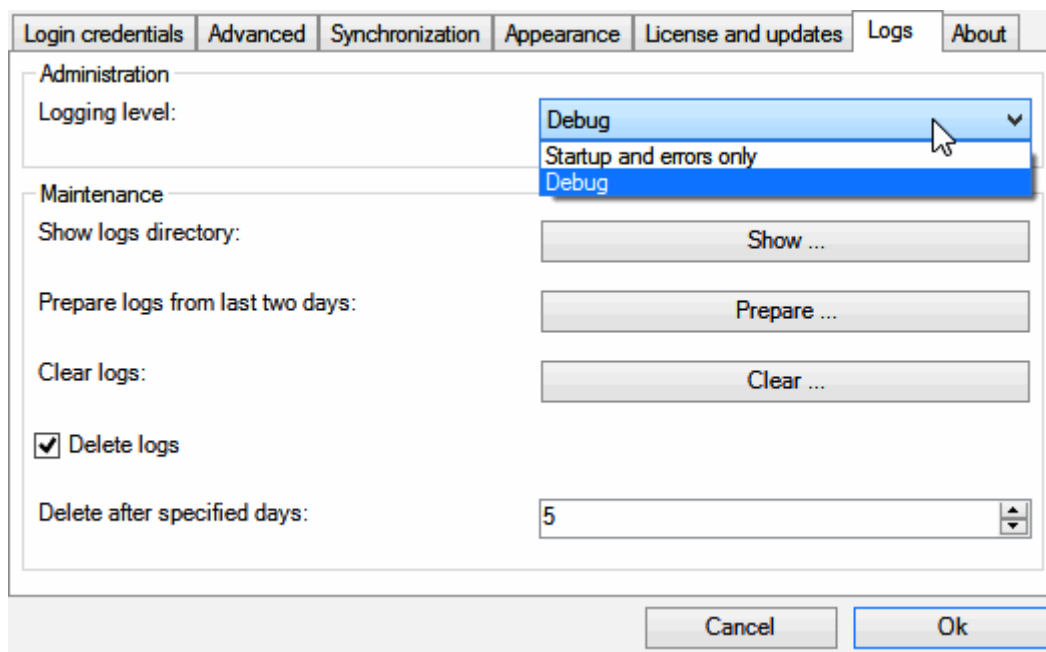 Login credentials Advanced Synchronization Appearance License and updates Logs About
Administration
Logging level: Debug
Startup and errors only
Debug
Maintenance
Show logs directory: Show ...
Prepare logs from last two days: Prepare ...
Clear logs: Clear ...
Delete logs
Delete after specified days: 5
Cancel Ok